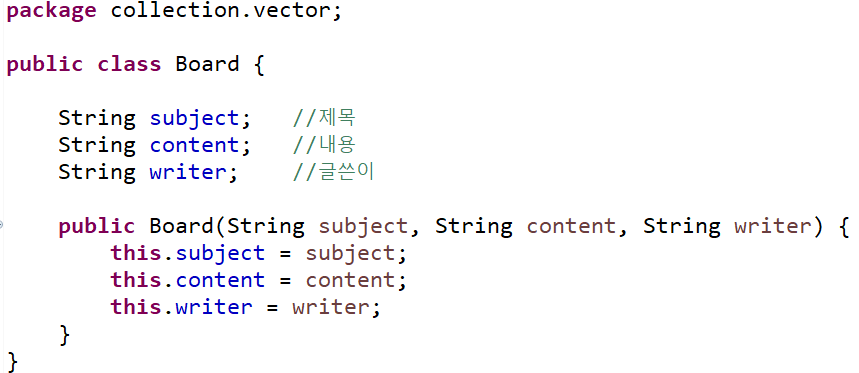 package collection.vector;
public class Board {
String subject; //제목
String content; //내용
String writer; //글쓴이
public Board(String subject, String content, String writer) {
this.subject = subject;
this.content = content;
this.writer = writer;
}
}